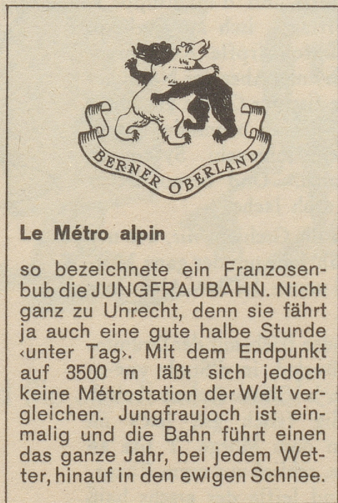 BERNER OBERLAND
Le Métro alpin
so bezeichnete ein Franzosen-
bub die JUNGFRAUBAHN. Nicht
ganz zu Unrecht, denn sie fährt
ja auch eine gute halbe Stunde
‹unter Tag›. Mit dem Endpunkt
auf 3500 m läßt sich jedoch
keine Métrostation der Welt ver-
gleichen. Jungfraujoch ist ein-
malig und die Bahn führt einen
das ganze Jahr, bei jedem Wet-
ter, hinauf in den ewigen Schnee.